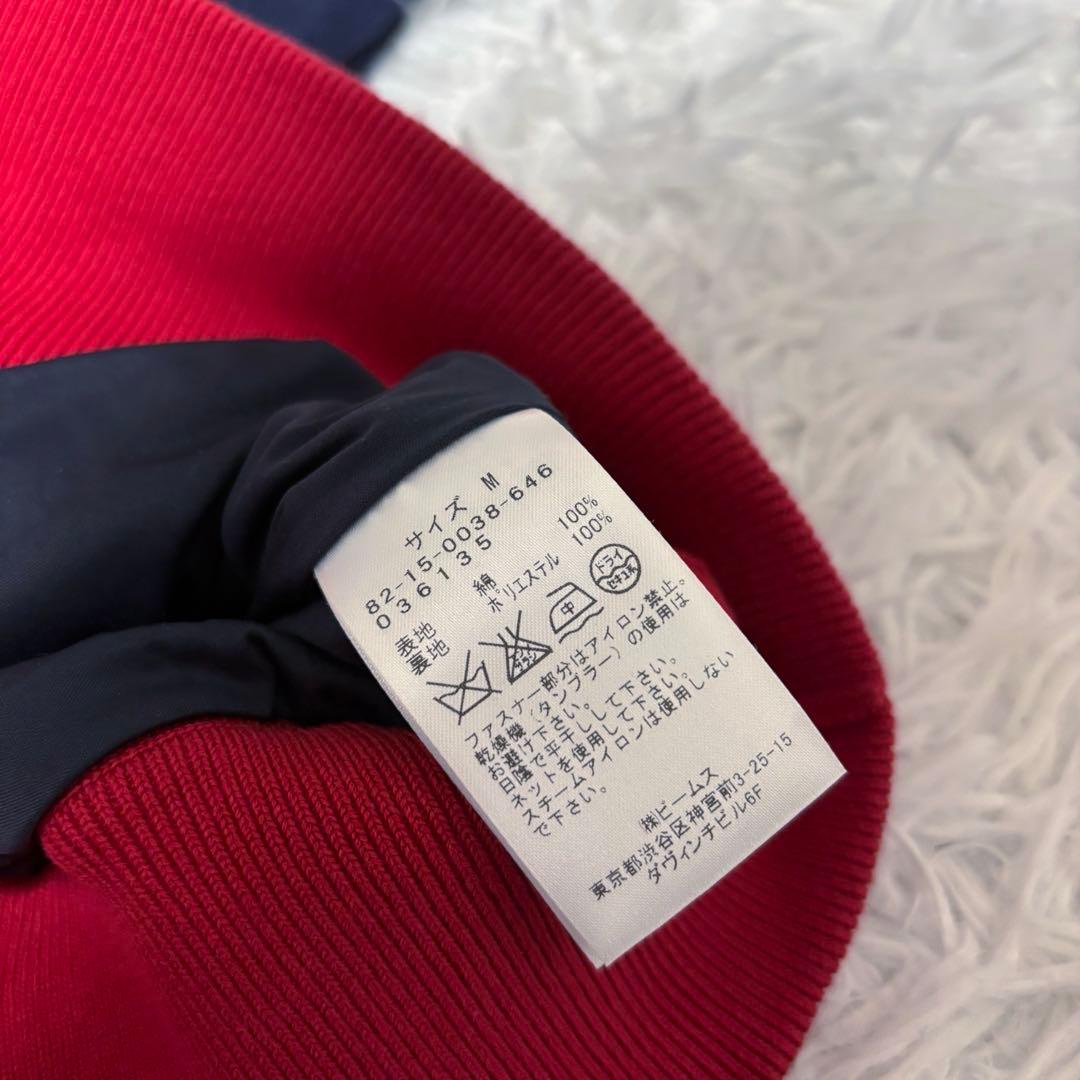 サイズ M
82-15-0038-646
036135
表地 綿 100%
裏地 ポリエステル 100%
中 ドライ セキユ系
ファスナー部分はアイロン禁止。
乾燥機(タンブラー)の使用は
お避け下さい。
日陰で平干しして下さい。
ネットを使用して下さい。
スチームアイロンは使用しない
で下さい。
㈱ビームス
東京都渋谷区神宮前3-25-15
ダヴィンチビル6F